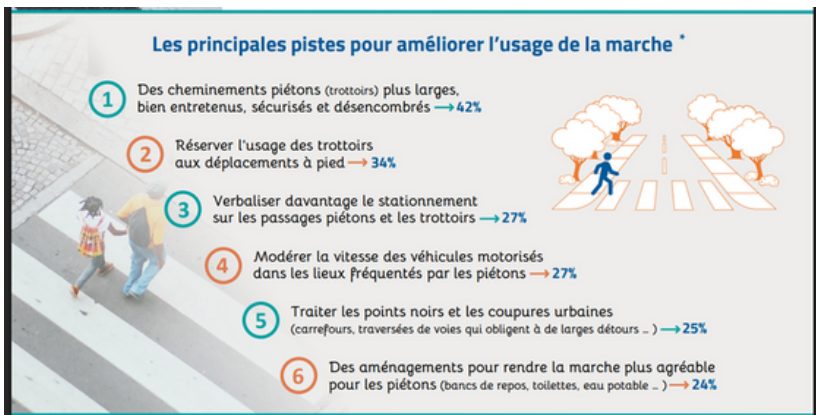 Les principales pistes pour améliorer l'usage de la marche *
1
Des cheminements piétons (trottoirs) plus larges,
bien entretenus, sécurisés et désencombrés → 42%
2
Réserver l'usage des trottoirs
aux déplacements à pied → 34%
3
Verbaliser davantage le stationnement
sur les passages piétons et les trottoirs → 27%
4
Modérer la vitesse des véhicules motorisés
dans les lieux fréquentés par les piétons → 27%
5
Traiter les points noirs et les coupures urbaines
(carrefours, traversées de voies qui obligent à de larges détours ... ) → 25%
6
Des aménagements pour rendre la marche plus agréable
pour les piétons (bancs de repos, toilettes, eau potable ... ) → 24%